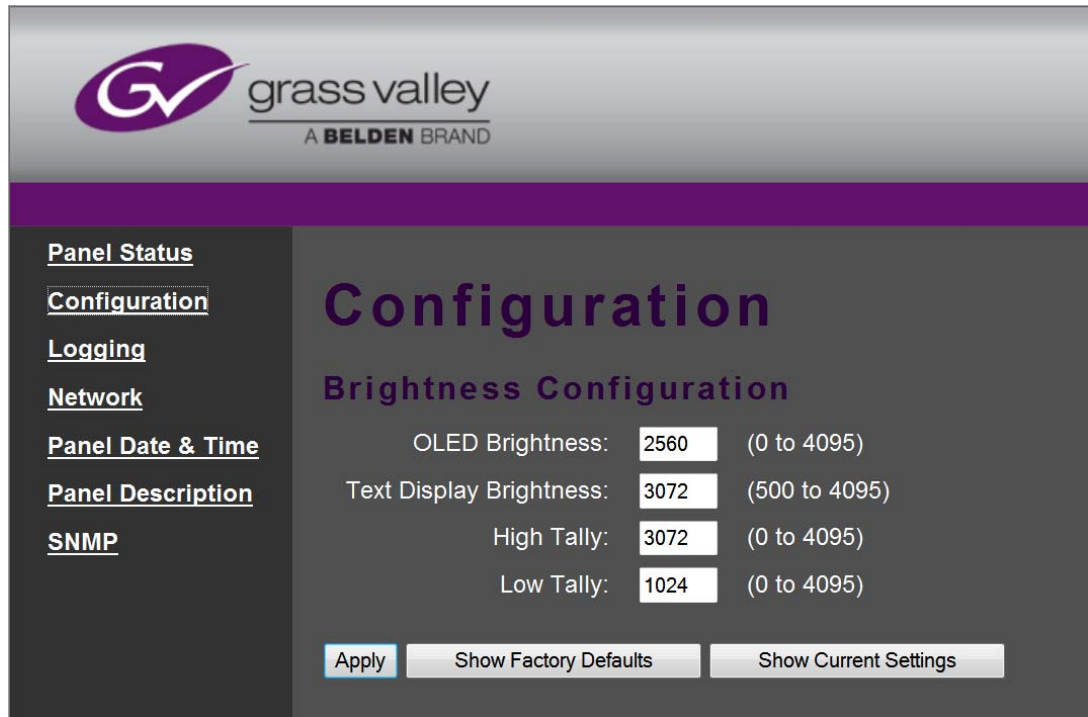 GV grass valley
A BELDEN BRAND
Panel Status
Configuration
Logging
Network
Panel Date & Time
Panel Description
SNMP
Configuration
Brightness Configuration
OLED Brightness: 2560 (0 to 4095)
Text Display Brightness: 3072 (500 to 4095)
High Tally: 3072 (0 to 4095)
Low Tally: 1024 (0 to 4095)
Apply Show Factory Defaults Show Current Settings